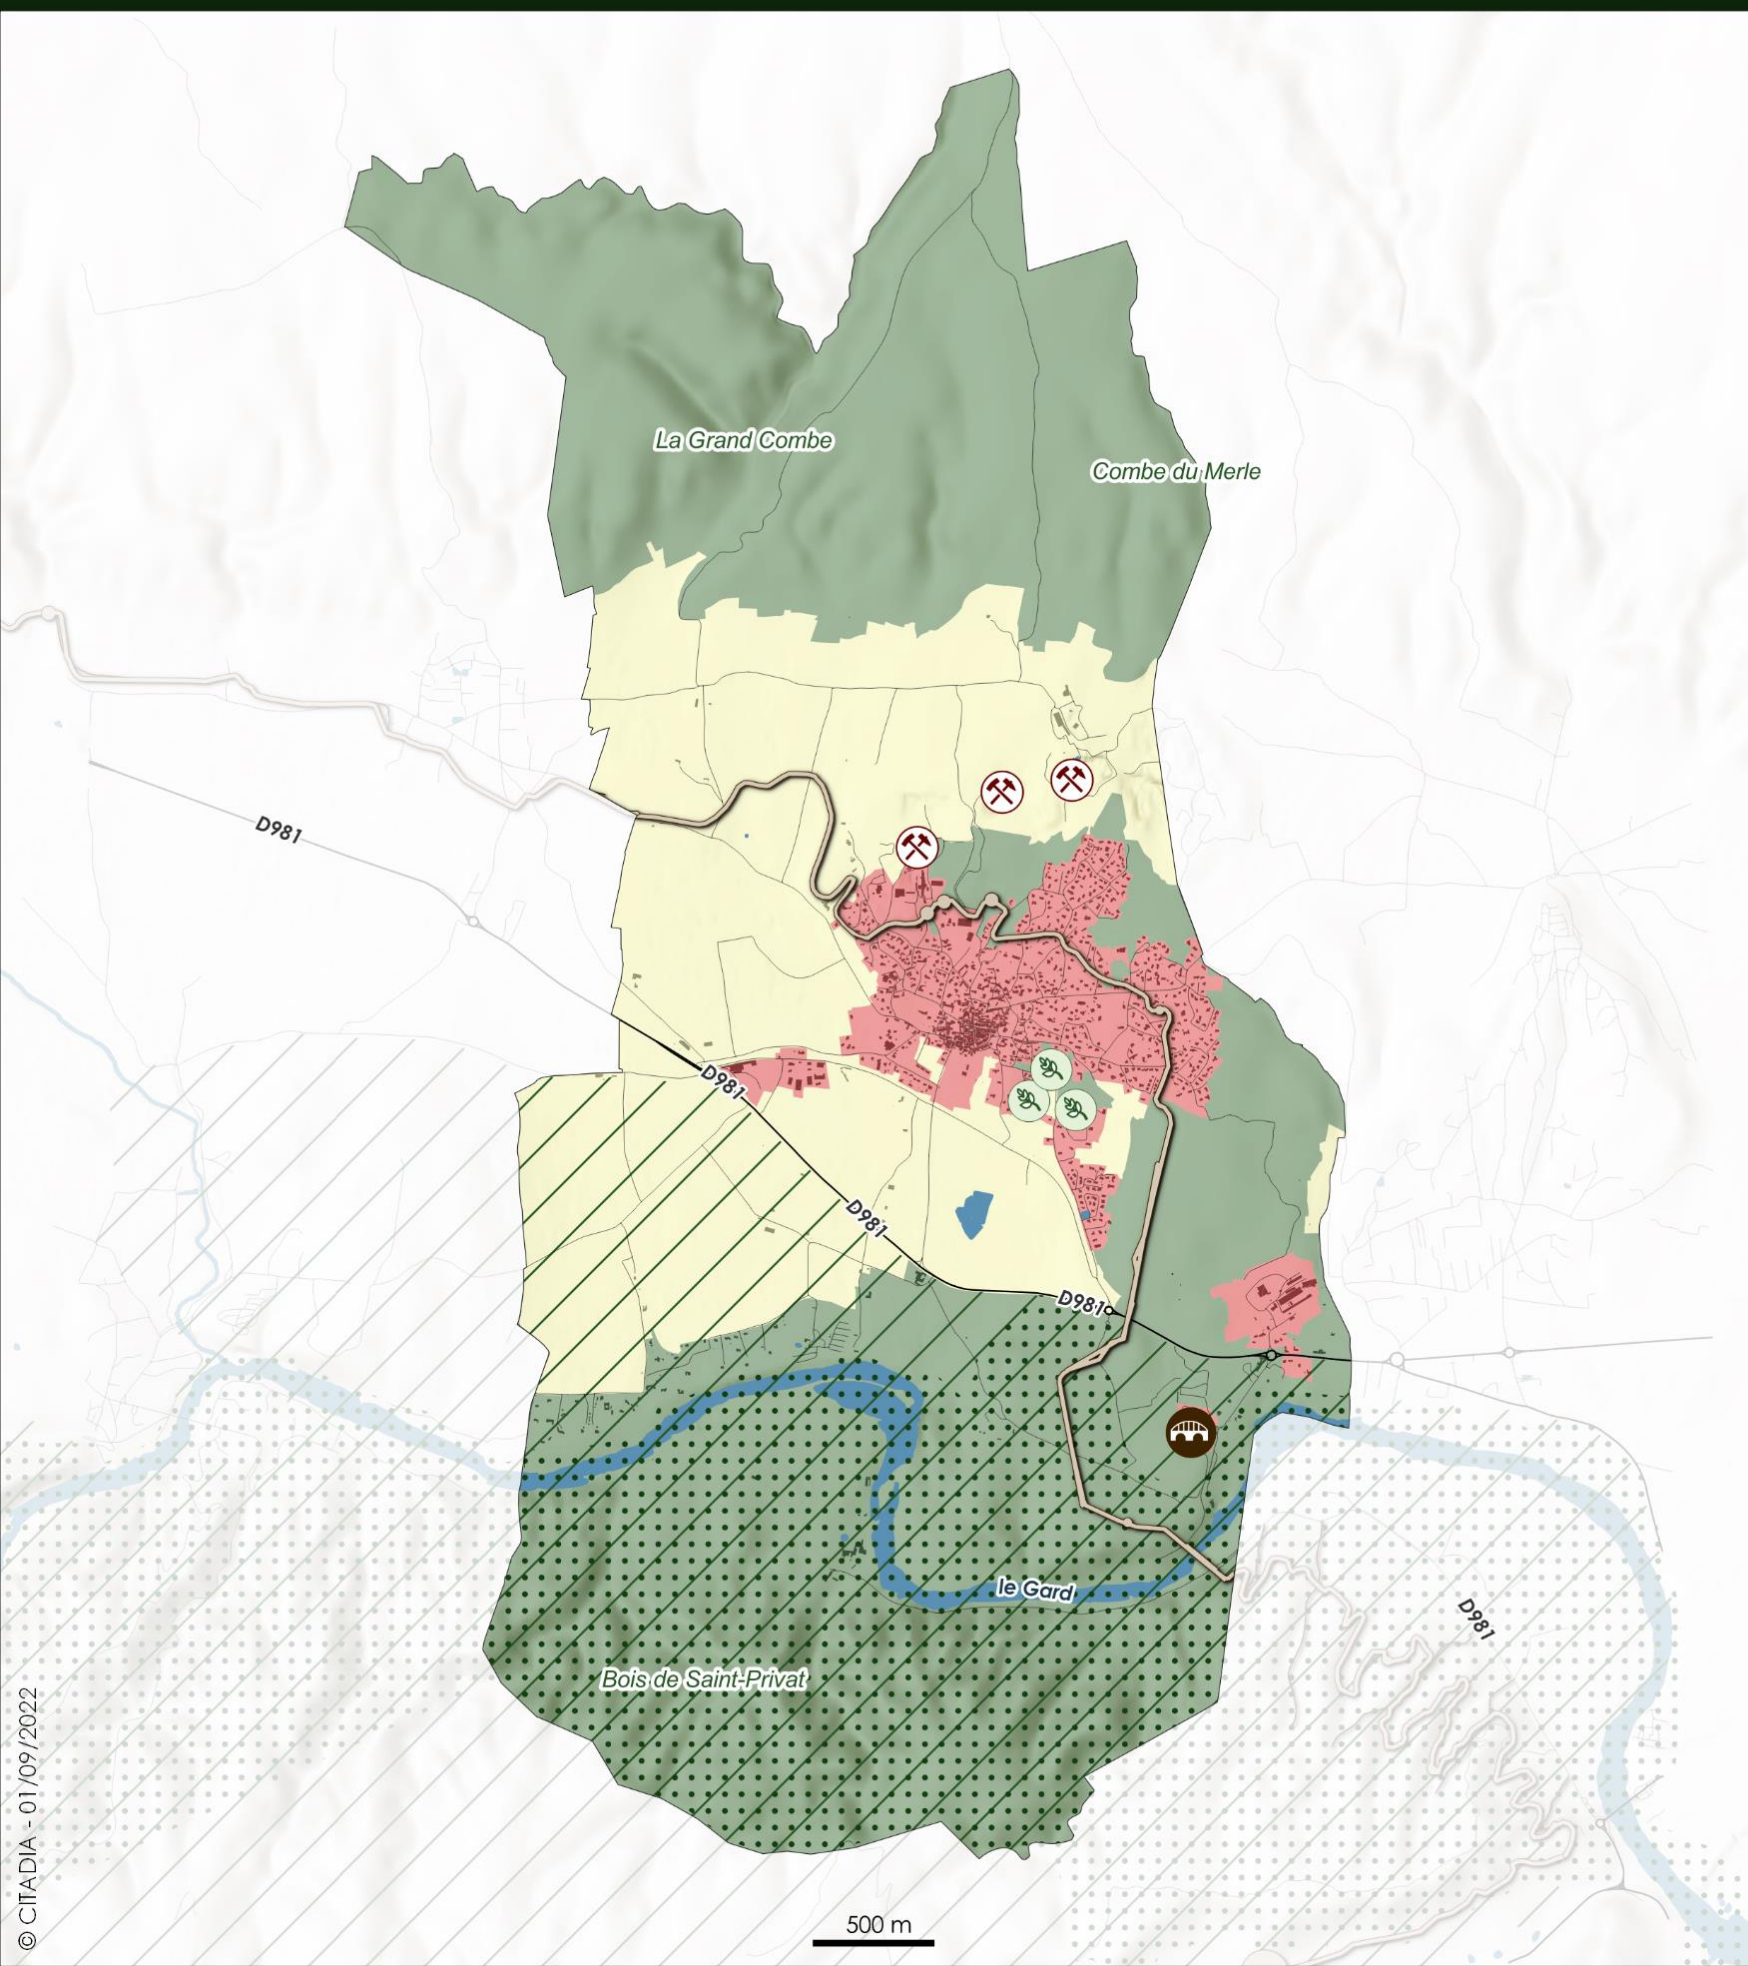 La Grand Combe
Combe du Merle
D981
D981
D981
D981
le Gard
D981
Bois de Saint-Privat
500 m
© CITADIA - 01/09/2022